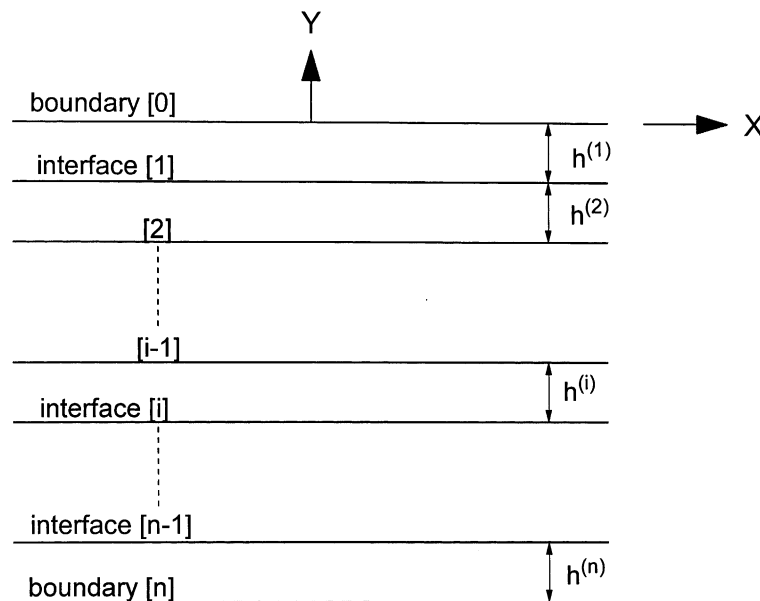 Y
boundary [0]
X
h^(1)
interface [1]
h^(2)
[2]
[i-1]
h^(i)
interface [i]
interface [n-1]
h^(n)
boundary [n]